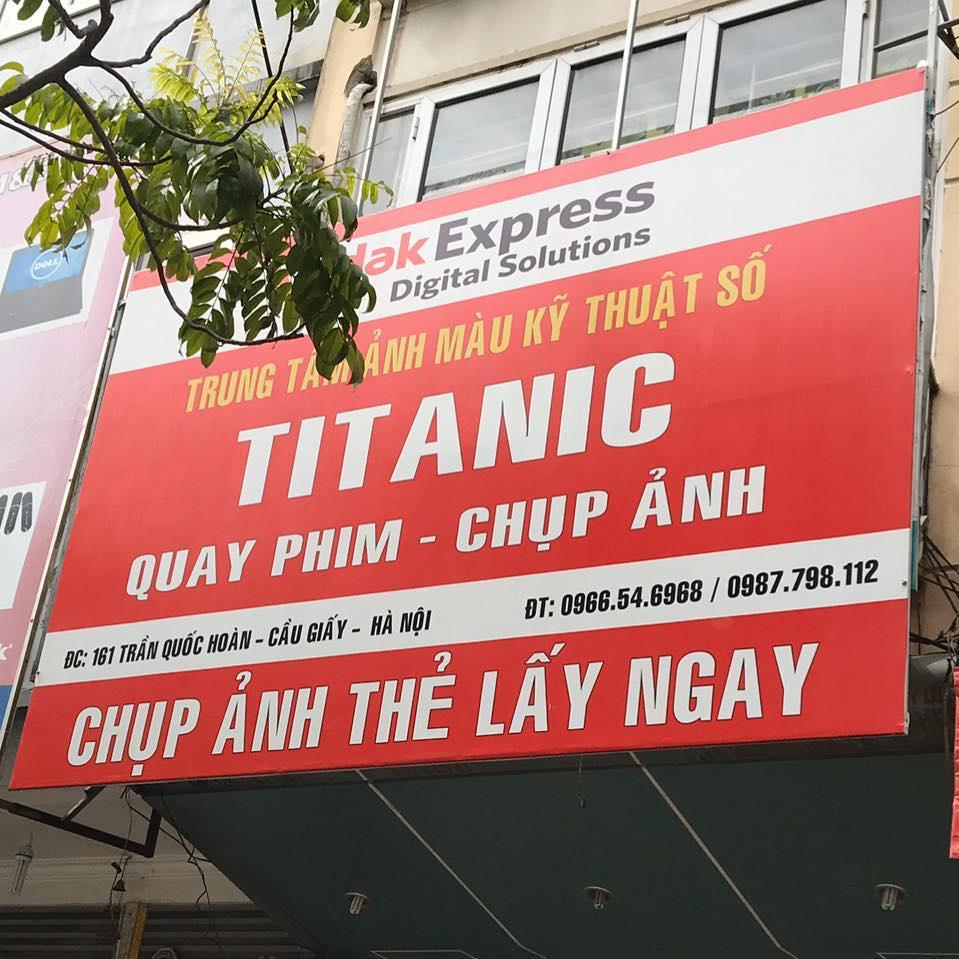 dak Express
Digital Solutions
TRUNG TÂM ẢNH MÀU KỸ THUẬT SỐ
TITANIC
QUAY PHIM - CHỤP ẢNH
ĐC: 161 TRẦN QUỐC HOÀN - CẦU GIẤY - HÀ NỘI
ĐT: 0966.54.6968 / 0987.798.112
CHỤP ẢNH THẺ LẤY NGAY
DELL